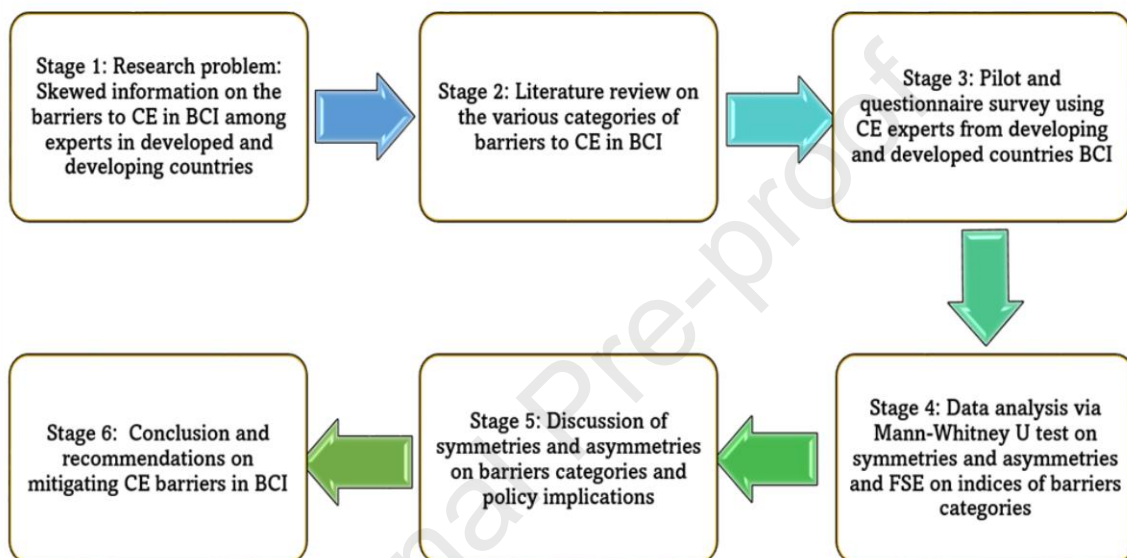 Stage 1: Research problem:
Skewed information on the
barriers to CE in BCI among
experts in developed and
developing countries
Stage 2: Literature review on
the various categories of
barriers to CE in BCI
Stage 3: Pilot and
questionnaire survey using
CE experts from developing
and developed countries BCI
Stage 4: Data analysis via
Mann-Whitney U test on
symmetries and asymmetries
and FSE on indices of barriers
categories
Stage 5: Discussion of
symmetries and asymmetries
on barriers categories and
policy implications
Stage 6: Conclusion and
recommendations on
mitigating CE barriers in BCI
nal Pre-proof